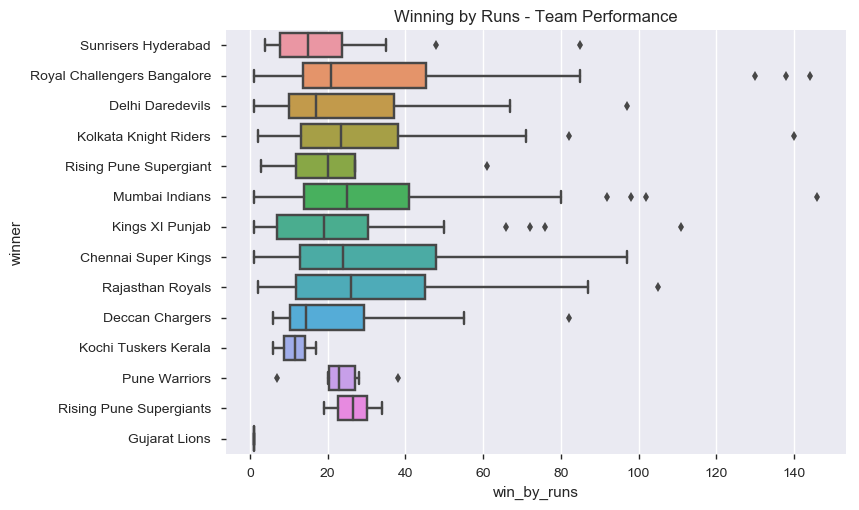 Winning by Runs - Team Performance
Sunrisers Hyderabad
Royal Challengers Bangalore
Delhi Daredevils
Kolkata Knight Riders
Rising Pune Supergiant
Mumbai Indians
Kings XI Punjab
Chennai Super Kings
Rajasthan Royals
Deccan Chargers
Kochi Tuskers Kerala
Pune Warriors
Rising Pune Supergiants
Gujarat Lions
winner
0 20 40 60 80 100 120 140
win_by_runs